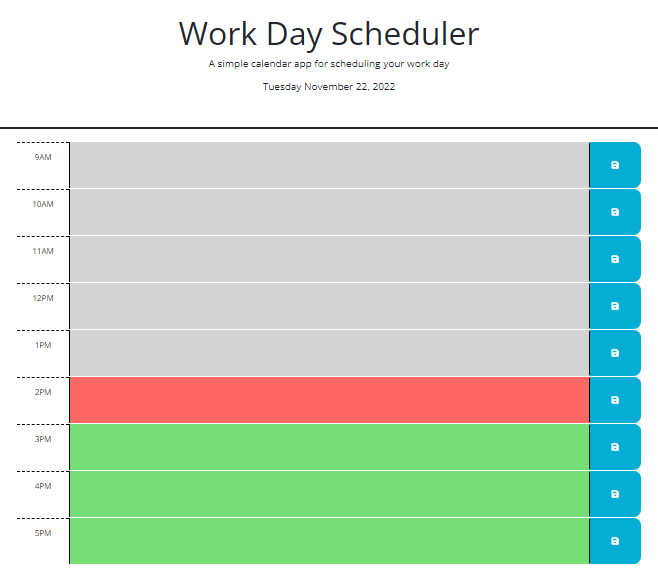 Work Day Scheduler
A simple calendar app for scheduling your work day
Tuesday November 22, 2022
9AM
10AM
11AM
12PM
1PM
2PM
3PM
4PM
5PM